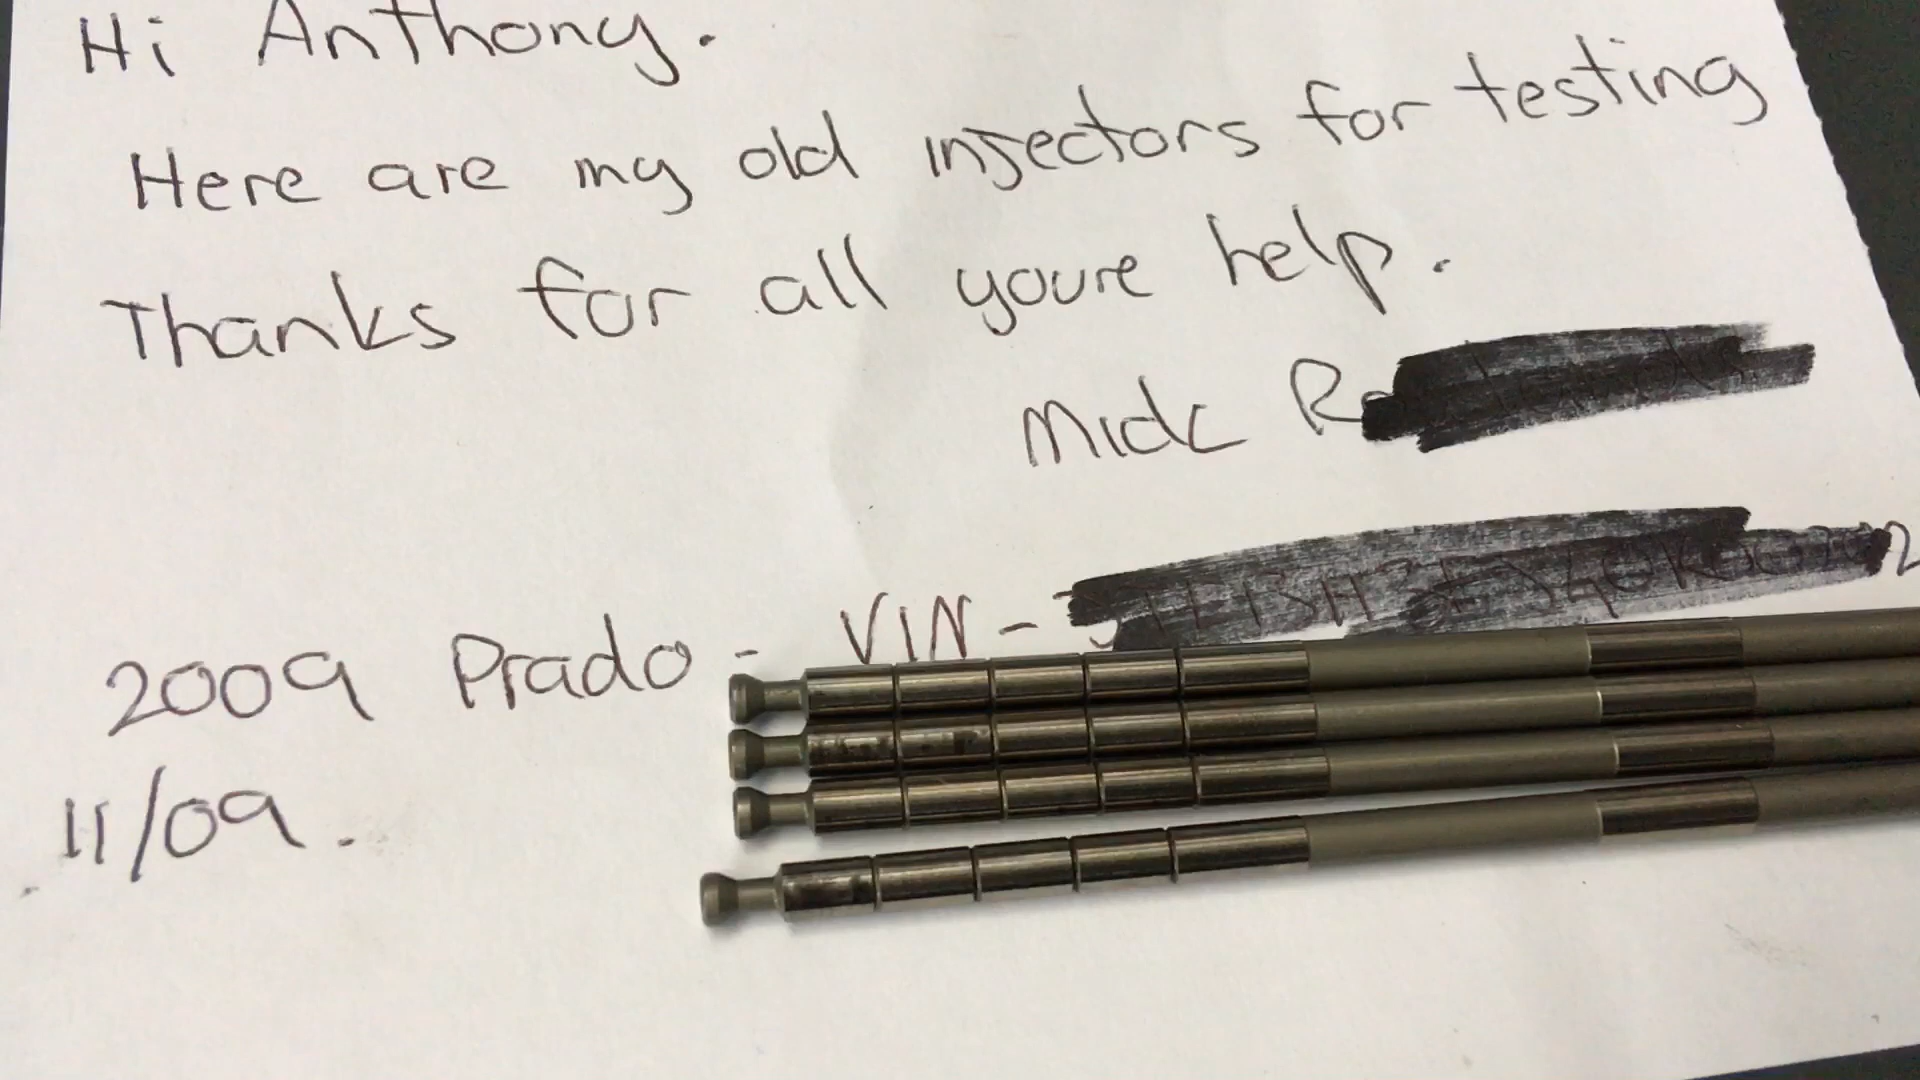 Hi Anthony.
Here are my old injectors for testing
Thanks for all youre help.
Mick
2009 Prado - VIN -
11/09.